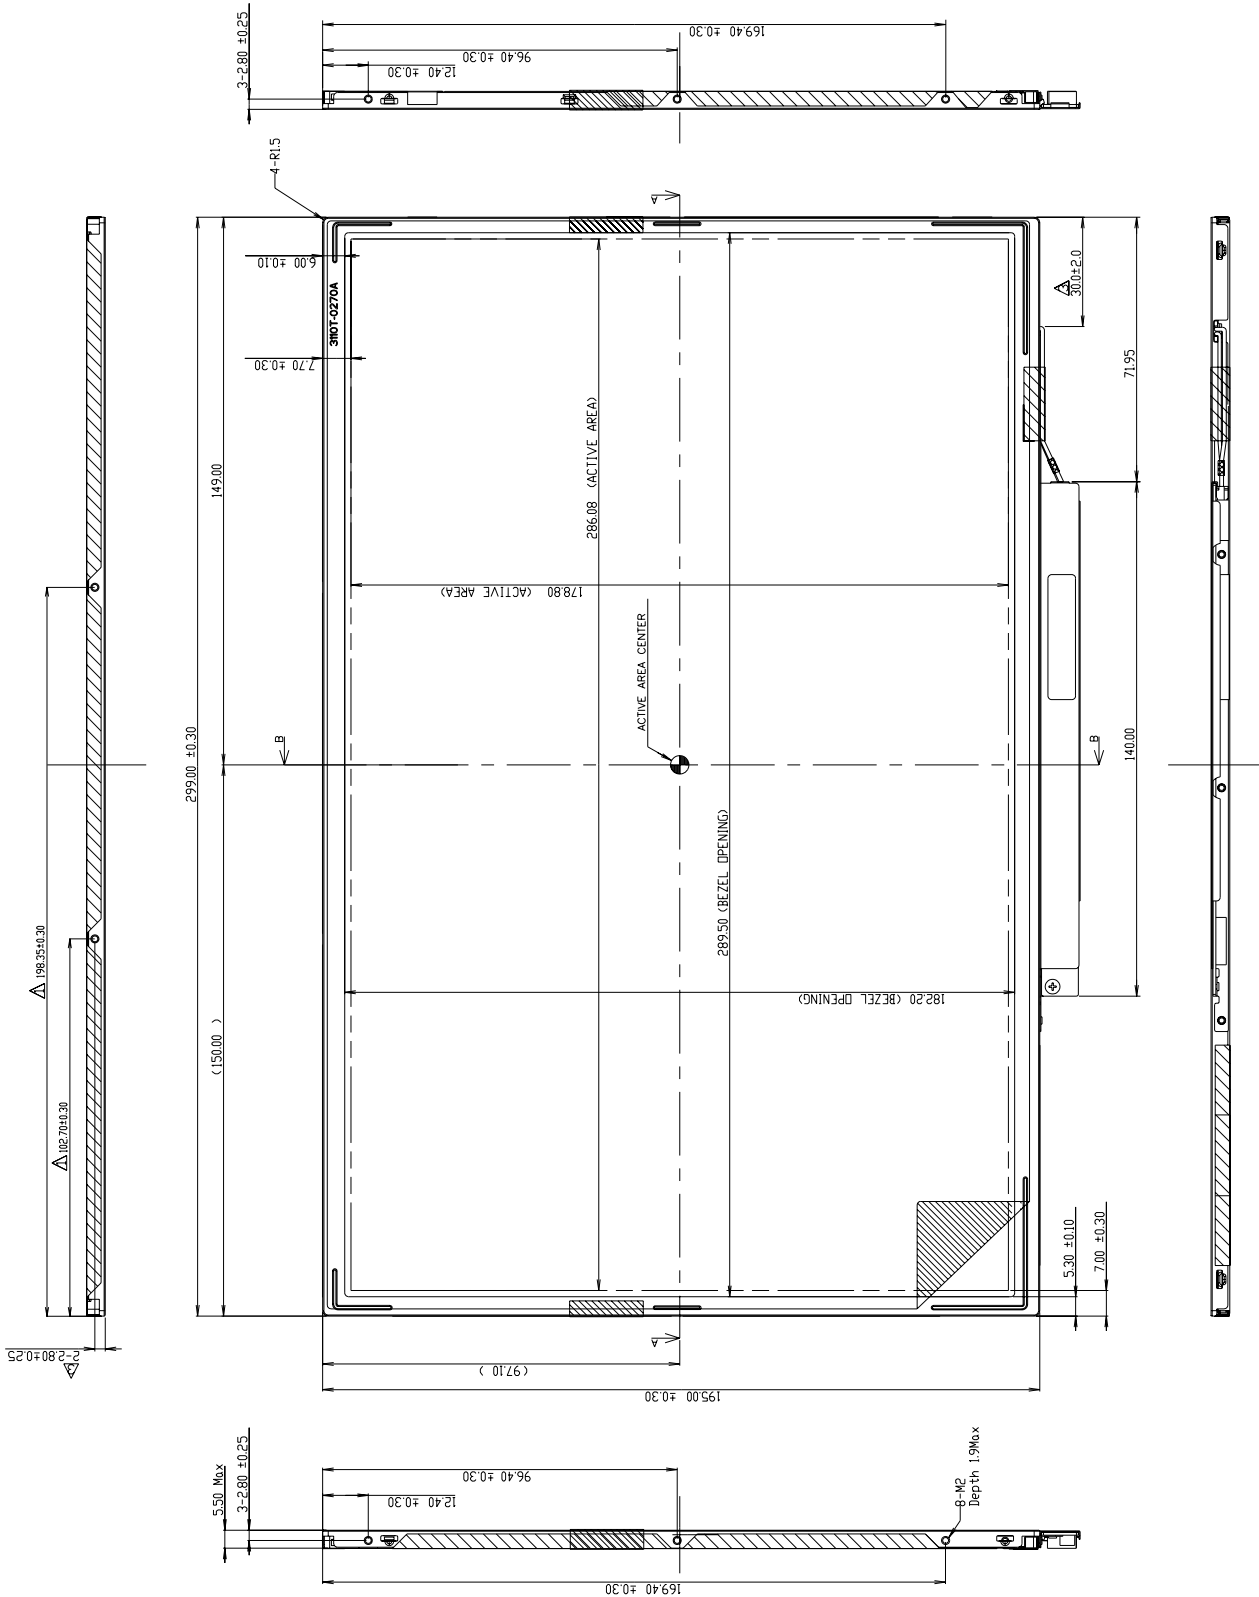 3-2.80 ±0.25
169.40 ±0.30
96.40 ±0.30
12.40 ±0.30
4-R1.5
A
6.00 ±0.10
3110T-0270A
7.70 ±0.30
3
30.0±2.0
71.95
149.00
286.08 (ACTIVE AREA)
178.80 (ACTIVE AREA)
ACTIVE AREA CENTER
B
B
140.00
299.00 ±0.30
289.50 (BEZEL OPENING)
182.20 (BEZEL OPENING)
1 198.35±0.30
(150.00 )
1 102.70±0.30
5.30 ±0.10
7.00 ±0.30
2-2.80±0.25
A
( 97.10 )
195.00 ±0.30
5.50 Max
3-2.80 ±0.25
96.40 ±0.30
12.40 ±0.30
8-M2
Depth 1.9Max
169.40 ±0.30